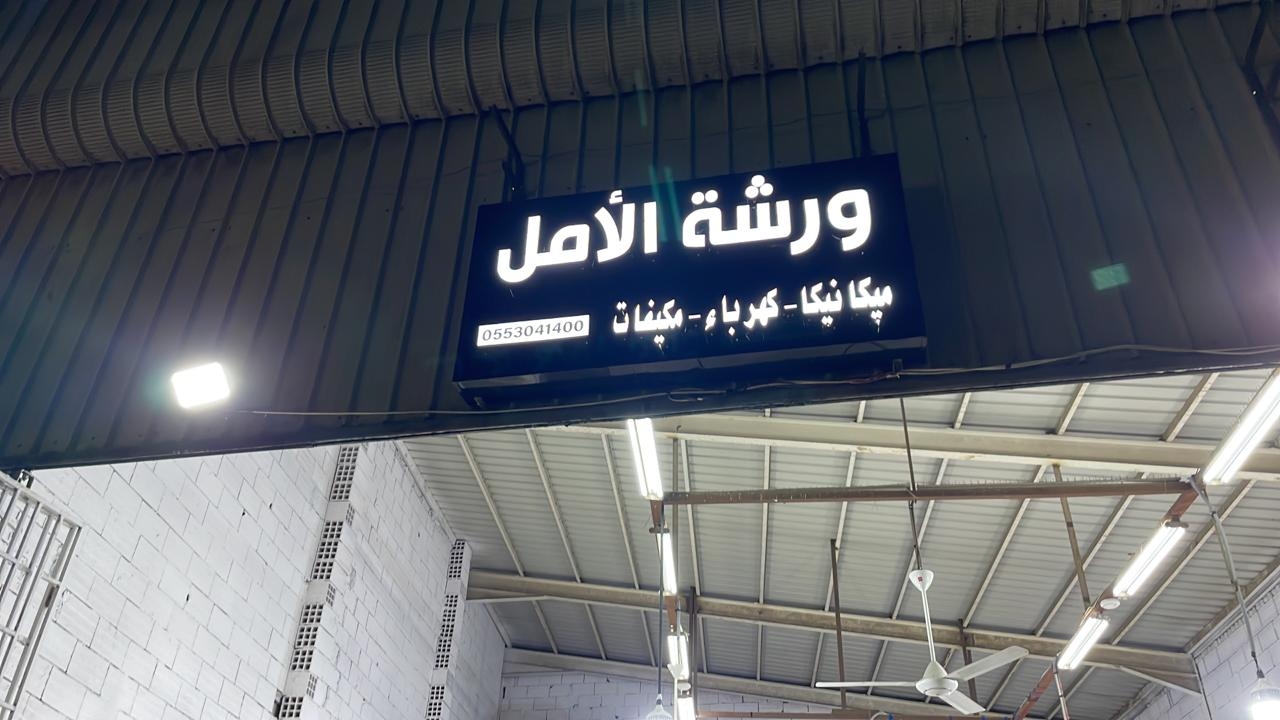 ورشة الأمل
ميكانيكا - كهرباء - مكيفات
0553041400